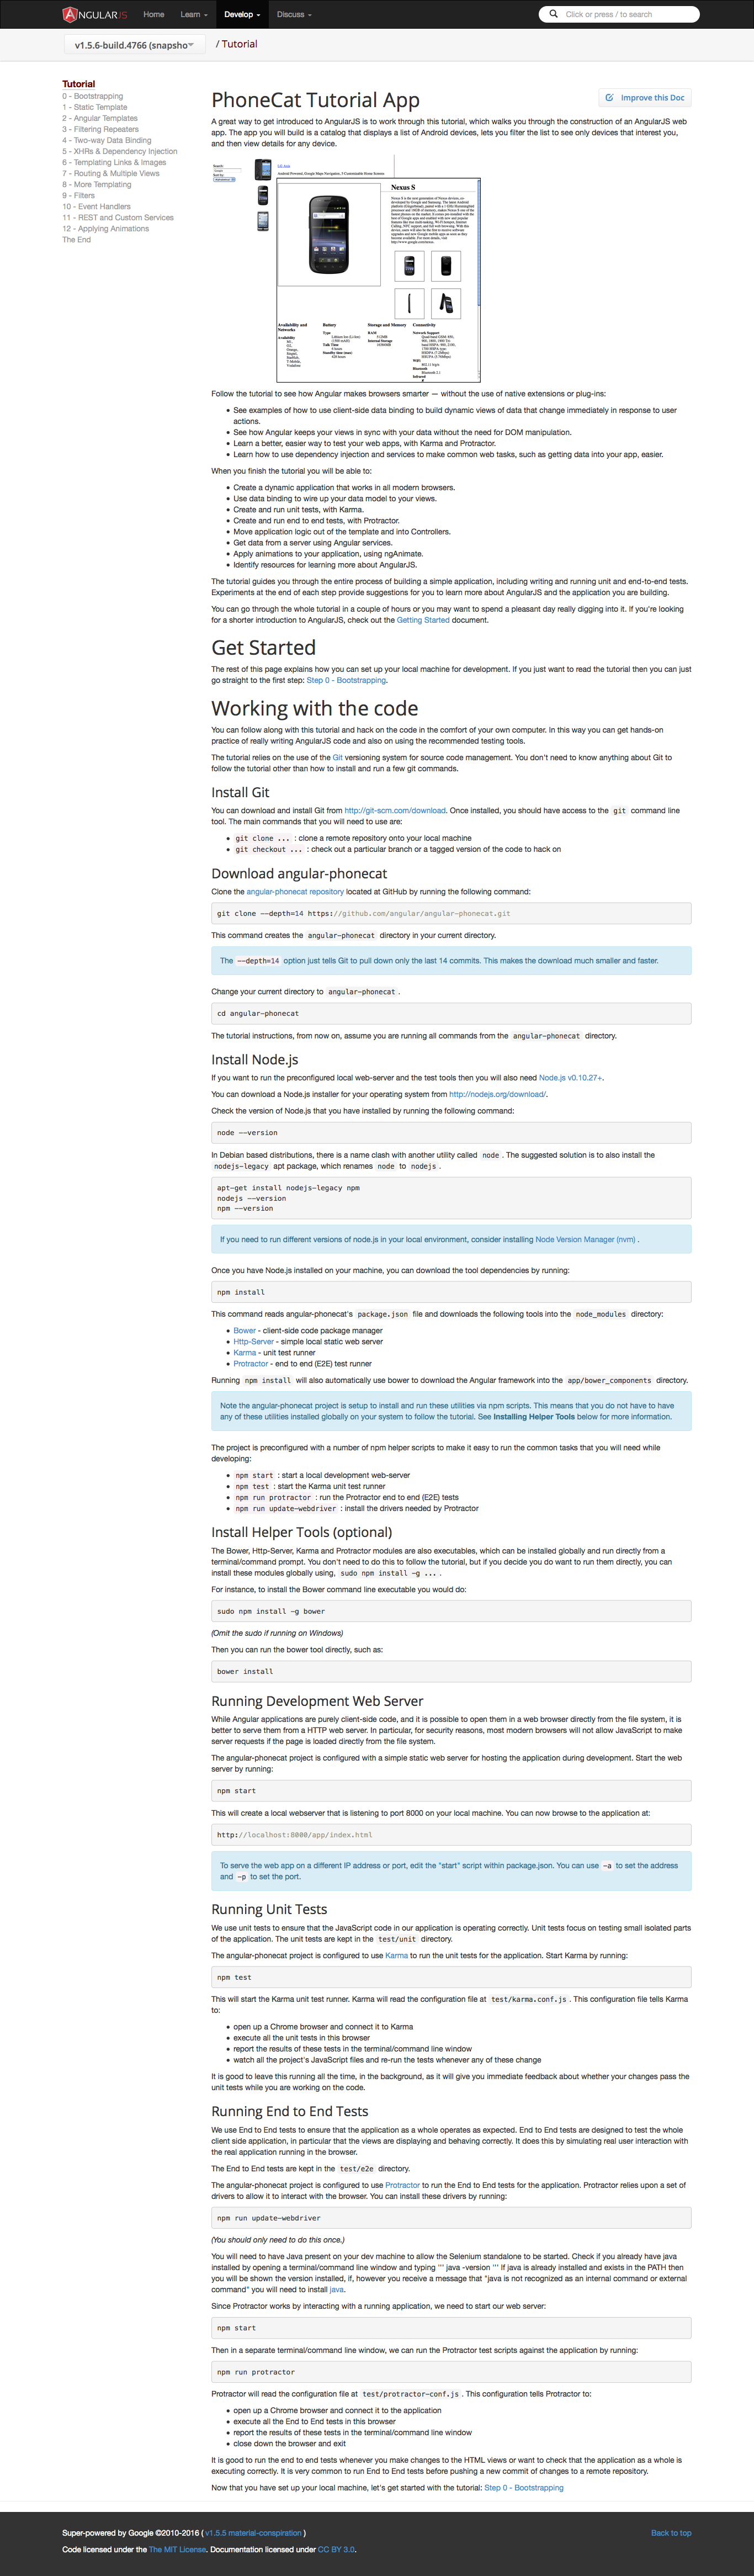 ANGULARJS Home Learn Develop Discuss Click or press / to search
v1.5.6-build.4766 (snapsho
/ Tutorial
Tutorial
0 - Bootstrapping
1 - Static Template
2 - Angular Templates
3 - Filtering Repeaters
4 - Two-way Data Binding
5 - XHRs & Dependency Injection
6 - Templating Links & Images
7 - Routing & Multiple Views
8 - More Templating
9 - Filters
10 - Event Handlers
11 - REST and Custom Services
12 - Applying Animations
The End
Improve this Doc
PhoneCat Tutorial App
A great way to get introduced to AngularJS is to work through this tutorial, which walks you through the construction of an AngularJS web
app. The app you will build is a catalog that displays a list of Android devices, lets you filter the list to see only devices that interest you,
and then view details for any device.
Search:
Sort by:
Nexus S
Availability and
Networks
Availability
Battery
Type
Talk Time
Storage and Memory
RAM
Internal Storage
Connectivity
Network Support
WiFi
Bluetooth
Infrared
Follow the tutorial to see how Angular makes browsers smarter — without the use of native extensions or plug-ins:
See examples of how to use client-side data binding to build dynamic views of data that change immediately in response to user
actions.
See how Angular keeps your views in sync with your data without the need for DOM manipulation.
Learn a better, easier way to test your web apps, with Karma and Protractor.
Learn how to use dependency injection and services to make common web tasks, such as getting data into your app, easier.
When you finish the tutorial you will be able to:
Create a dynamic application that works in all modern browsers.
Use data binding to wire up your data model to your views.
Create and run unit tests, with Karma.
Create and run end to end tests, with Protractor.
Move application logic out of the template and into Controllers.
Get data from a server using Angular services.
Apply animations to your application, using ngAnimate.
Identify resources for learning more about AngularJS.
The tutorial guides you through the entire process of building a simple application, including writing and running unit and end-to-end tests.
Experiments at the end of each step provide suggestions for you to learn more about AngularJS and the application you are building.
You can go through the whole tutorial in a couple of hours or you may want to spend a pleasant day really digging into it. If you're looking
for a shorter introduction to AngularJS, check out the Getting Started document.
Get Started
The rest of this page explains how you can set up your local machine for development. If you just want to read the tutorial then you can just
go straight to the first step: Step 0 - Bootstrapping.
Working with the code
You can follow along with this tutorial and hack on the code in the comfort of your own computer. In this way you can get hands-on
practice of really writing AngularJS code and also on using the recommended testing tools.
The tutorial relies on the use of the Git versioning system for source code management. You don't need to know anything about Git to
follow the tutorial other than how to install and run a few git commands.
Install Git
You can download and install Git from http://git-scm.com/download. Once installed, you should have access to the git command line
tool. The main commands that you will need to use are:
git clone ... : clone a remote repository onto your local machine
git checkout ... : check out a particular branch or a tagged version of the code to hack on
Download angular-phonecat
Clone the angular-phonecat repository located at GitHub by running the following command:
git clone --depth=14 https://github.com/angular/angular-phonecat.git
This command creates the angular-phonecat directory in your current directory.
The --depth=14 option just tells Git to pull down only the last 14 commits. This makes the download much smaller and faster.
Change your current directory to angular-phonecat .
cd angular-phonecat
The tutorial instructions, from now on, assume you are running all commands from the angular-phonecat directory.
Install Node.js
If you want to run the preconfigured local web-server and the test tools then you will also need Node.js v0.10.27+.
You can download a Node.js installer for your operating system from http://nodejs.org/download/.
Check the version of Node.js that you have installed by running the following command:
node --version
In Debian based distributions, there is a name clash with another utility called node . The suggested solution is to also install the
nodejs-legacy apt package, which renames node to nodejs .
apt-get install nodejs-legacy npm
nodejs --version
npm --version
If you need to run different versions of node.js in your local environment, consider installing Node Version Manager (nvm) .
Once you have Node.js installed on your machine, you can download the tool dependencies by running:
npm install
This command reads angular-phonecat's package.json file and downloads the following tools into the node_modules directory:
Bower - client-side code package manager
Http-Server - simple local static web server
Karma - unit test runner
Protractor - end to end (E2E) test runner
Running npm install will also automatically use bower to download the Angular framework into the app/bower_components directory.
Note the angular-phonecat project is setup to install and run these utilities via npm scripts. This means that you do not have to have
any of these utilities installed globally on your system to follow the tutorial. See Installing Helper Tools below for more information.
The project is preconfigured with a number of npm helper scripts to make it easy to run the common tasks that you will need while
developing:
npm start : start a local development web-server
npm test : start the Karma unit test runner
npm run protractor : run the Protractor end to end (E2E) tests
npm run update-webdriver : install the drivers needed by Protractor
Install Helper Tools (optional)
The Bower, Http-Server, Karma and Protractor modules are also executables, which can be installed globally and run directly from a
terminal/command prompt. You don't need to do this to follow the tutorial, but if you decide you do want to run them directly, you can
install these modules globally using, sudo npm install -g ... .
For instance, to install the Bower command line executable you would do:
sudo npm install -g bower
(Omit the sudo if running on Windows)
Then you can run the bower tool directly, such as:
bower install
Running Development Web Server
While Angular applications are purely client-side code, and it is possible to open them in a web browser directly from the file system, it is
better to serve them from a HTTP web server. In particular, for security reasons, most modern browsers will not allow JavaScript to make
server requests if the page is loaded directly from the file system.
The angular-phonecat project is configured with a simple static web server for hosting the application during development. Start the web
server by running:
npm start
This will create a local webserver that is listening to port 8000 on your local machine. You can now browse to the application at:
http://localhost:8000/app/index.html
To serve the web app on a different IP address or port, edit the "start" script within package.json. You can use -a to set the address
and -p to set the port.
Running Unit Tests
We use unit tests to ensure that the JavaScript code in our application is operating correctly. Unit tests focus on testing small isolated parts
of the application. The unit tests are kept in the test/unit directory.
The angular-phonecat project is configured to use Karma to run the unit tests for the application. Start Karma by running:
npm test
This will start the Karma unit test runner. Karma will read the configuration file at test/karma.conf.js . This configuration file tells Karma
to:
open up a Chrome browser and connect it to Karma
execute all the unit tests in this browser
report the results of these tests in the terminal/command line window
watch all the project's JavaScript files and re-run the tests whenever any of these change
It is good to leave this running all the time, in the background, as it will give you immediate feedback about whether your changes pass the
unit tests while you are working on the code.
Running End to End Tests
We use End to End tests to ensure that the application as a whole operates as expected. End to End tests are designed to test the whole
client side application, in particular that the views are displaying and behaving correctly. It does this by simulating real user interaction with
the real application running in the browser.
The End to End tests are kept in the test/e2e directory.
The angular-phonecat project is configured to use Protractor to run the End to End tests for the application. Protractor relies upon a set of
drivers to allow it to interact with the browser. You can install these drivers by running:
npm run update-webdriver
(You should only need to do this once.)
You will need to have Java present on your dev machine to allow the Selenium standalone to be started. Check if you already have java
installed by opening a terminal/command line window and typing ''' java -version ''' If java is already installed and exists in the PATH then
you will be shown the version installed, if, however you receive a message that "java is not recognized as an internal command or external
command" you will need to install java.
Since Protractor works by interacting with a running application, we need to start our web server:
npm start
Then in a separate terminal/command line window, we can run the Protractor test scripts against the application by running:
npm run protractor
Protractor will read the configuration file at test/protractor-conf.js . This configuration tells Protractor to:
open up a Chrome browser and connect it to the application
execute all the End to End tests in this browser
report the results of these tests in the terminal/command line window
close down the browser and exit
It is good to run the end to end tests whenever you make changes to the HTML views or want to check that the application as a whole is
executing correctly. It is very common to run End to End tests before pushing a new commit of changes to a remote repository.
Now that you have set up your local machine, let's get started with the tutorial: Step 0 - Bootstrapping
Super-powered by Google ©2010-2016 ( v1.5.5 material-conspiration )
Back to top
Code licensed under the The MIT License. Documentation licensed under CC BY 3.0.